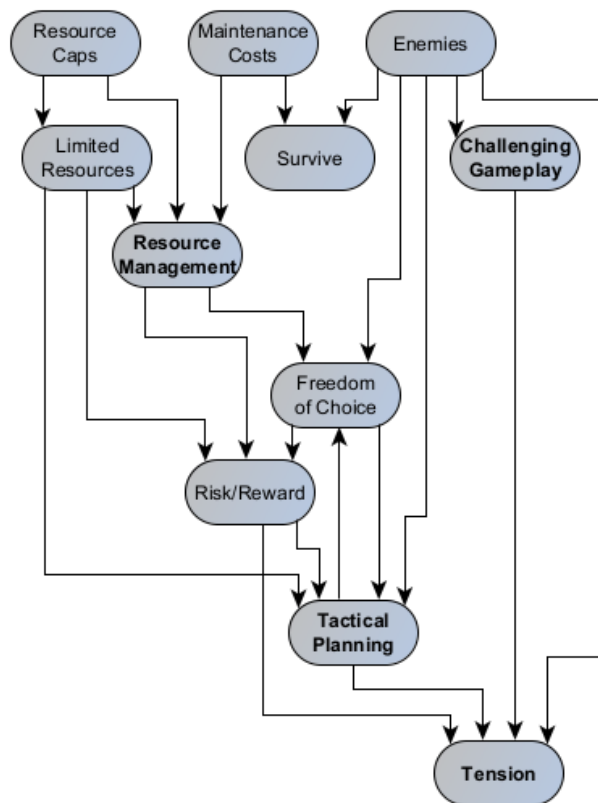 Resource
Caps
Maintenance
Costs
Enemies
Limited
Resources
Survive
Challenging
Gameplay
Resource
Management
Freedom
of Choice
Risk/Reward
Tactical
Planning
Tension